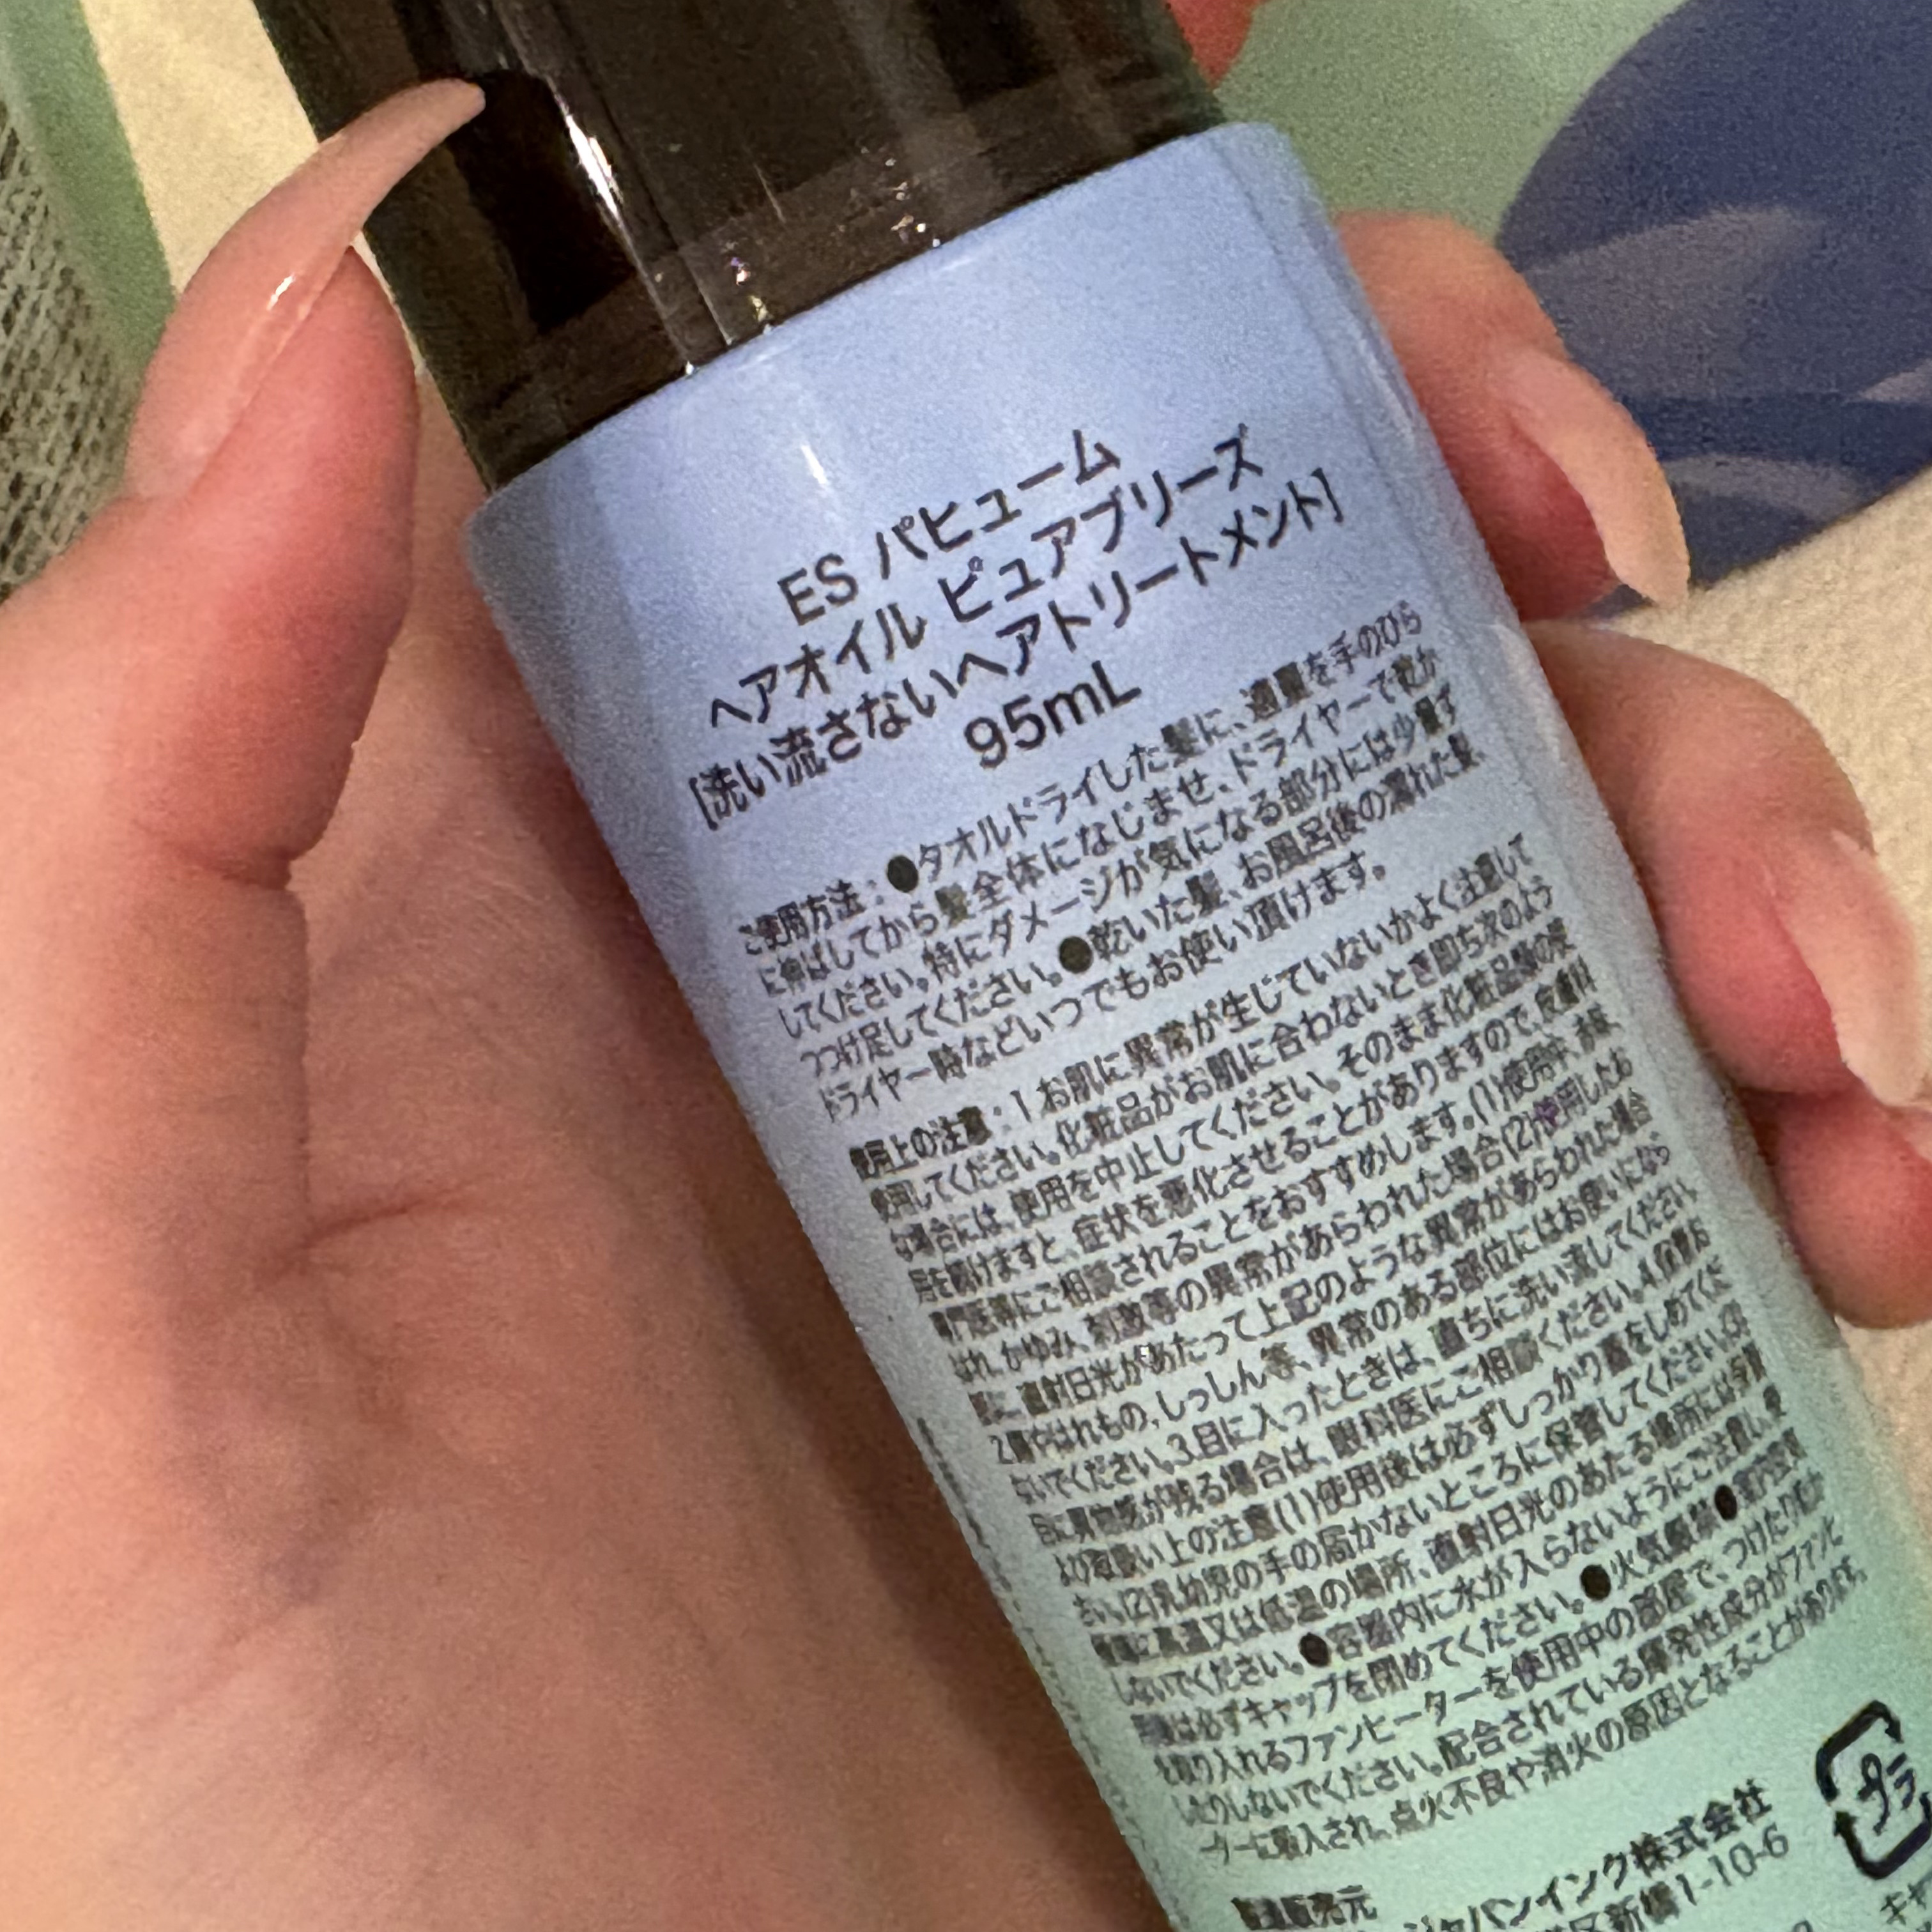 ES パヒューム
ヘアオイル ピュアブリーズ
[洗い流さないヘアトリートメント]
95mL
ご使用方法：●タオルドライした髪に、適量を手のひら
に伸ばしてから髪全体になじませ、ドライヤーで乾か
してください。特にダメージが気になる部分には少量ず
つつけ足してください。●乾いた髪、お風呂後の濡れた髪、
ドライヤー時などいつでもお使い頂けます。
使用上の注意：1.お肌に異常が生じていないかよく注意して
使用してください。化粧品がお肌に合わないとき即ち次のよう
な場合には、使用を中止してください。そのまま化粧品類の使
用を続けますと、症状を悪化させることがありますので、皮膚科
専門医等にご相談されることをおすすめします。(1)使用中、赤味、
はれ、かゆみ、刺激等の異常があらわれた場合(2)使用したお
肌に、直射日光があたって上記のような異常があらわれた場合
2.傷やはれもの、しっしん等、異常のある部位にはお使いになら
ないでください。3.目に入ったときは、直ちに洗い流してください。
目に異物感が残る場合は、眼科医にご相談ください。4.保管お
よび取扱い上の注意(1)使用後は必ずしっかり蓋をしめてくだ
さい。(2)乳幼児の手の届かないところに保管してください。(3)
極端に高温又は低温の場所、直射日光のあたる場所には保管
しないでください。●容器内に水が入らないようにご注意し、使
用後は必ずキャップを閉めてください。●火気厳禁●室内空気
を取り入れるファンヒーターを使用中の部屋で、つけたり
したりしないでください。配合されている揮発性成分がファンヒ
ーターに吸入され、点火不良や消火の原因となることがあります。
製造販売元
ジャパンインク株式会社
区新橋1-10-6
プラ